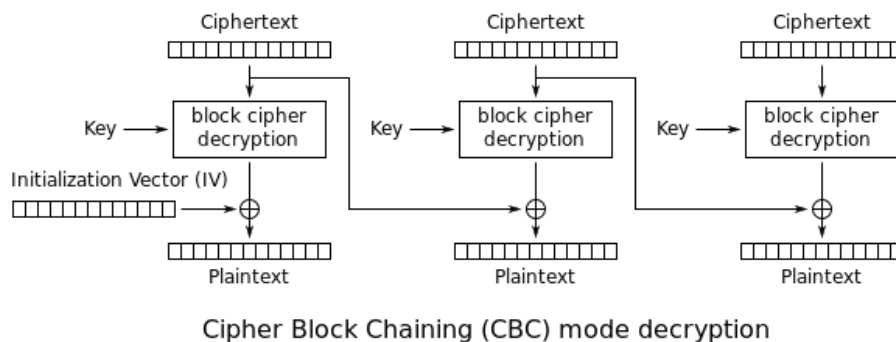 Ciphertext Ciphertext Ciphertext
Key block cipher decryption Key block cipher decryption Key block cipher decryption
Initialization Vector (IV)
Plaintext Plaintext Plaintext
Cipher Block Chaining (CBC) mode decryption